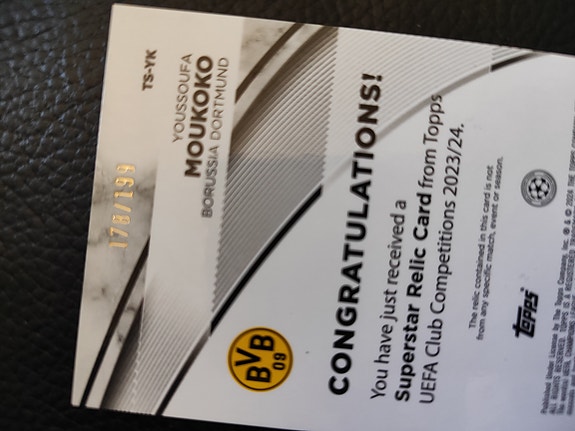 TS-YK
YOUSSOUFA
MOUKOKO
BORUSSIA DORTMUND
178/199
BVB
09
CONGRATULATIONS!
You have just received a
Superstar Relic Card from Topps
UEFA Club Competitions 2023/24.
The relic contained in this card is not
from any specific match, event or season.
topps